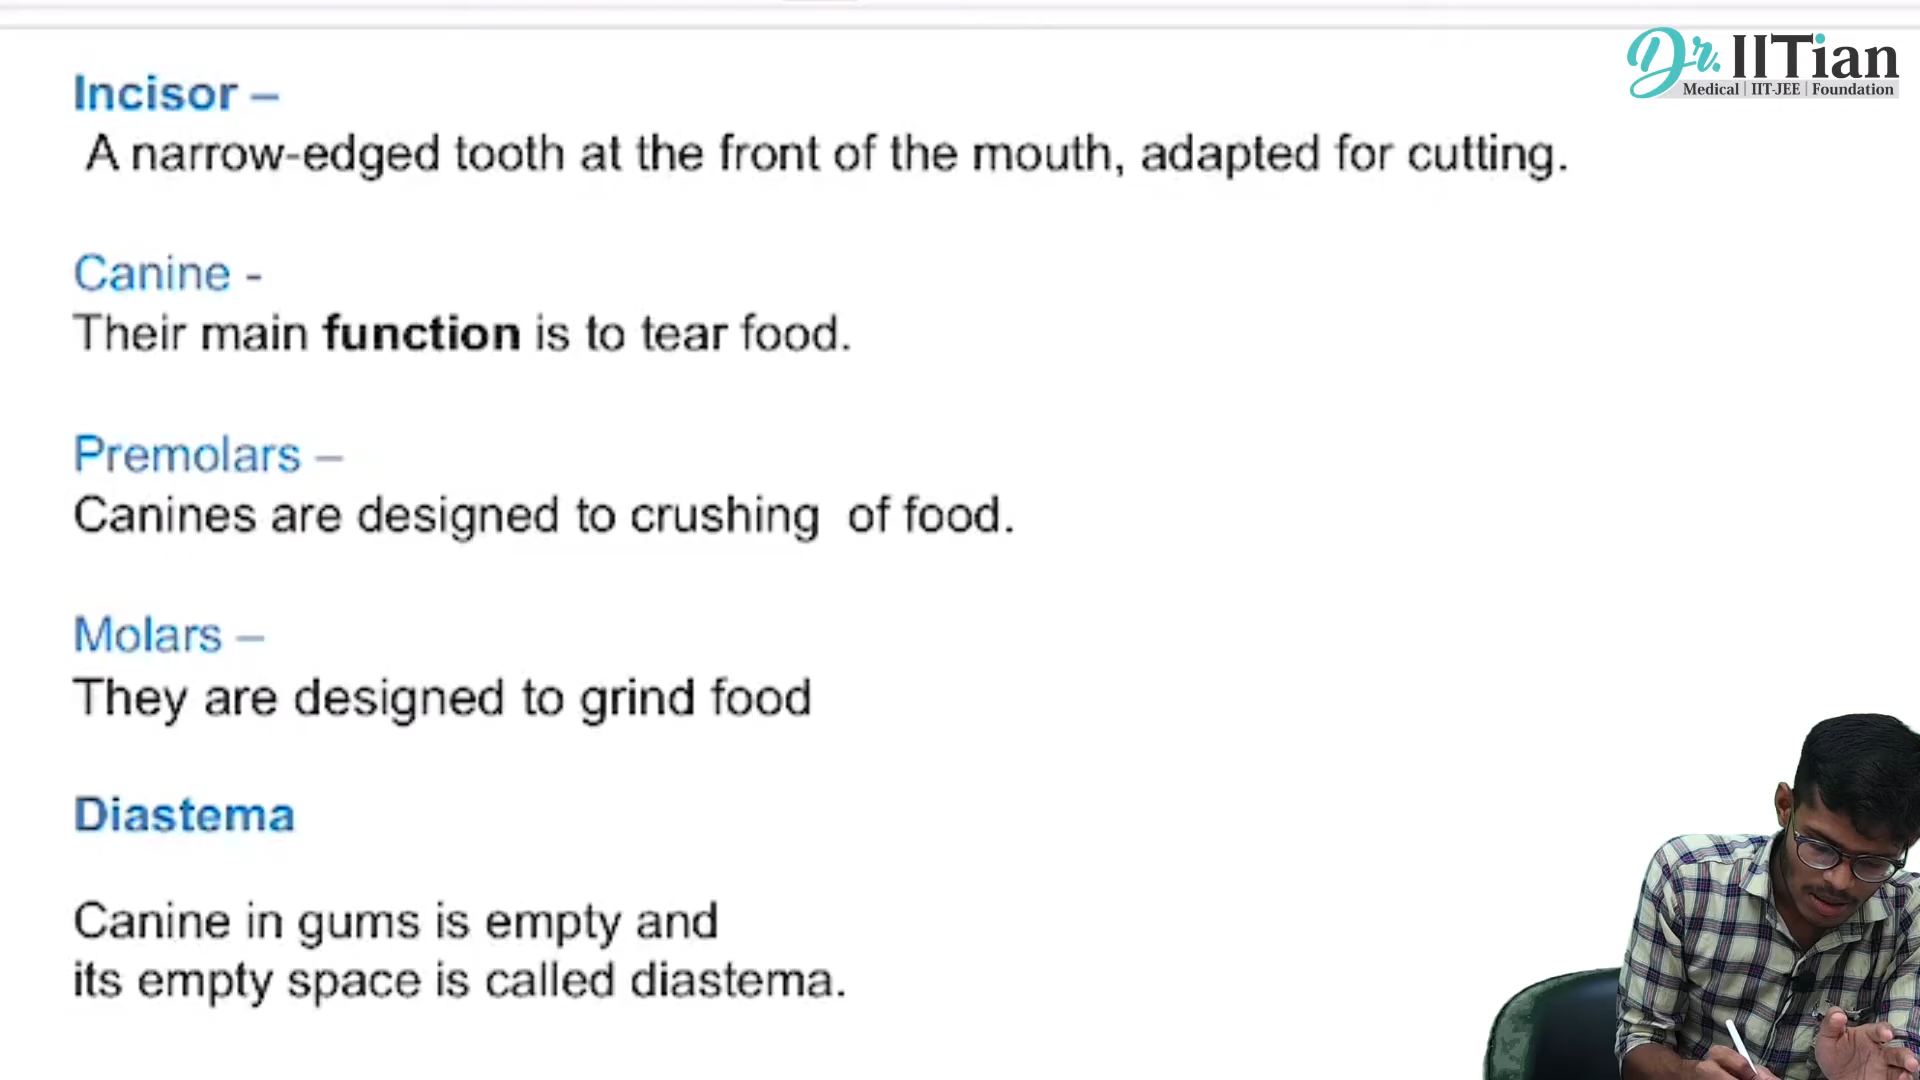 Dr. IITian
Medical | IIT-JEE | Foundation
Incisor –
A narrow-edged tooth at the front of the mouth, adapted for cutting.
Canine -
Their main function is to tear food.
Premolars –
Canines are designed to crushing of food.
Molars –
They are designed to grind food
Diastema
Canine in gums is empty and
its empty space is called diastema.